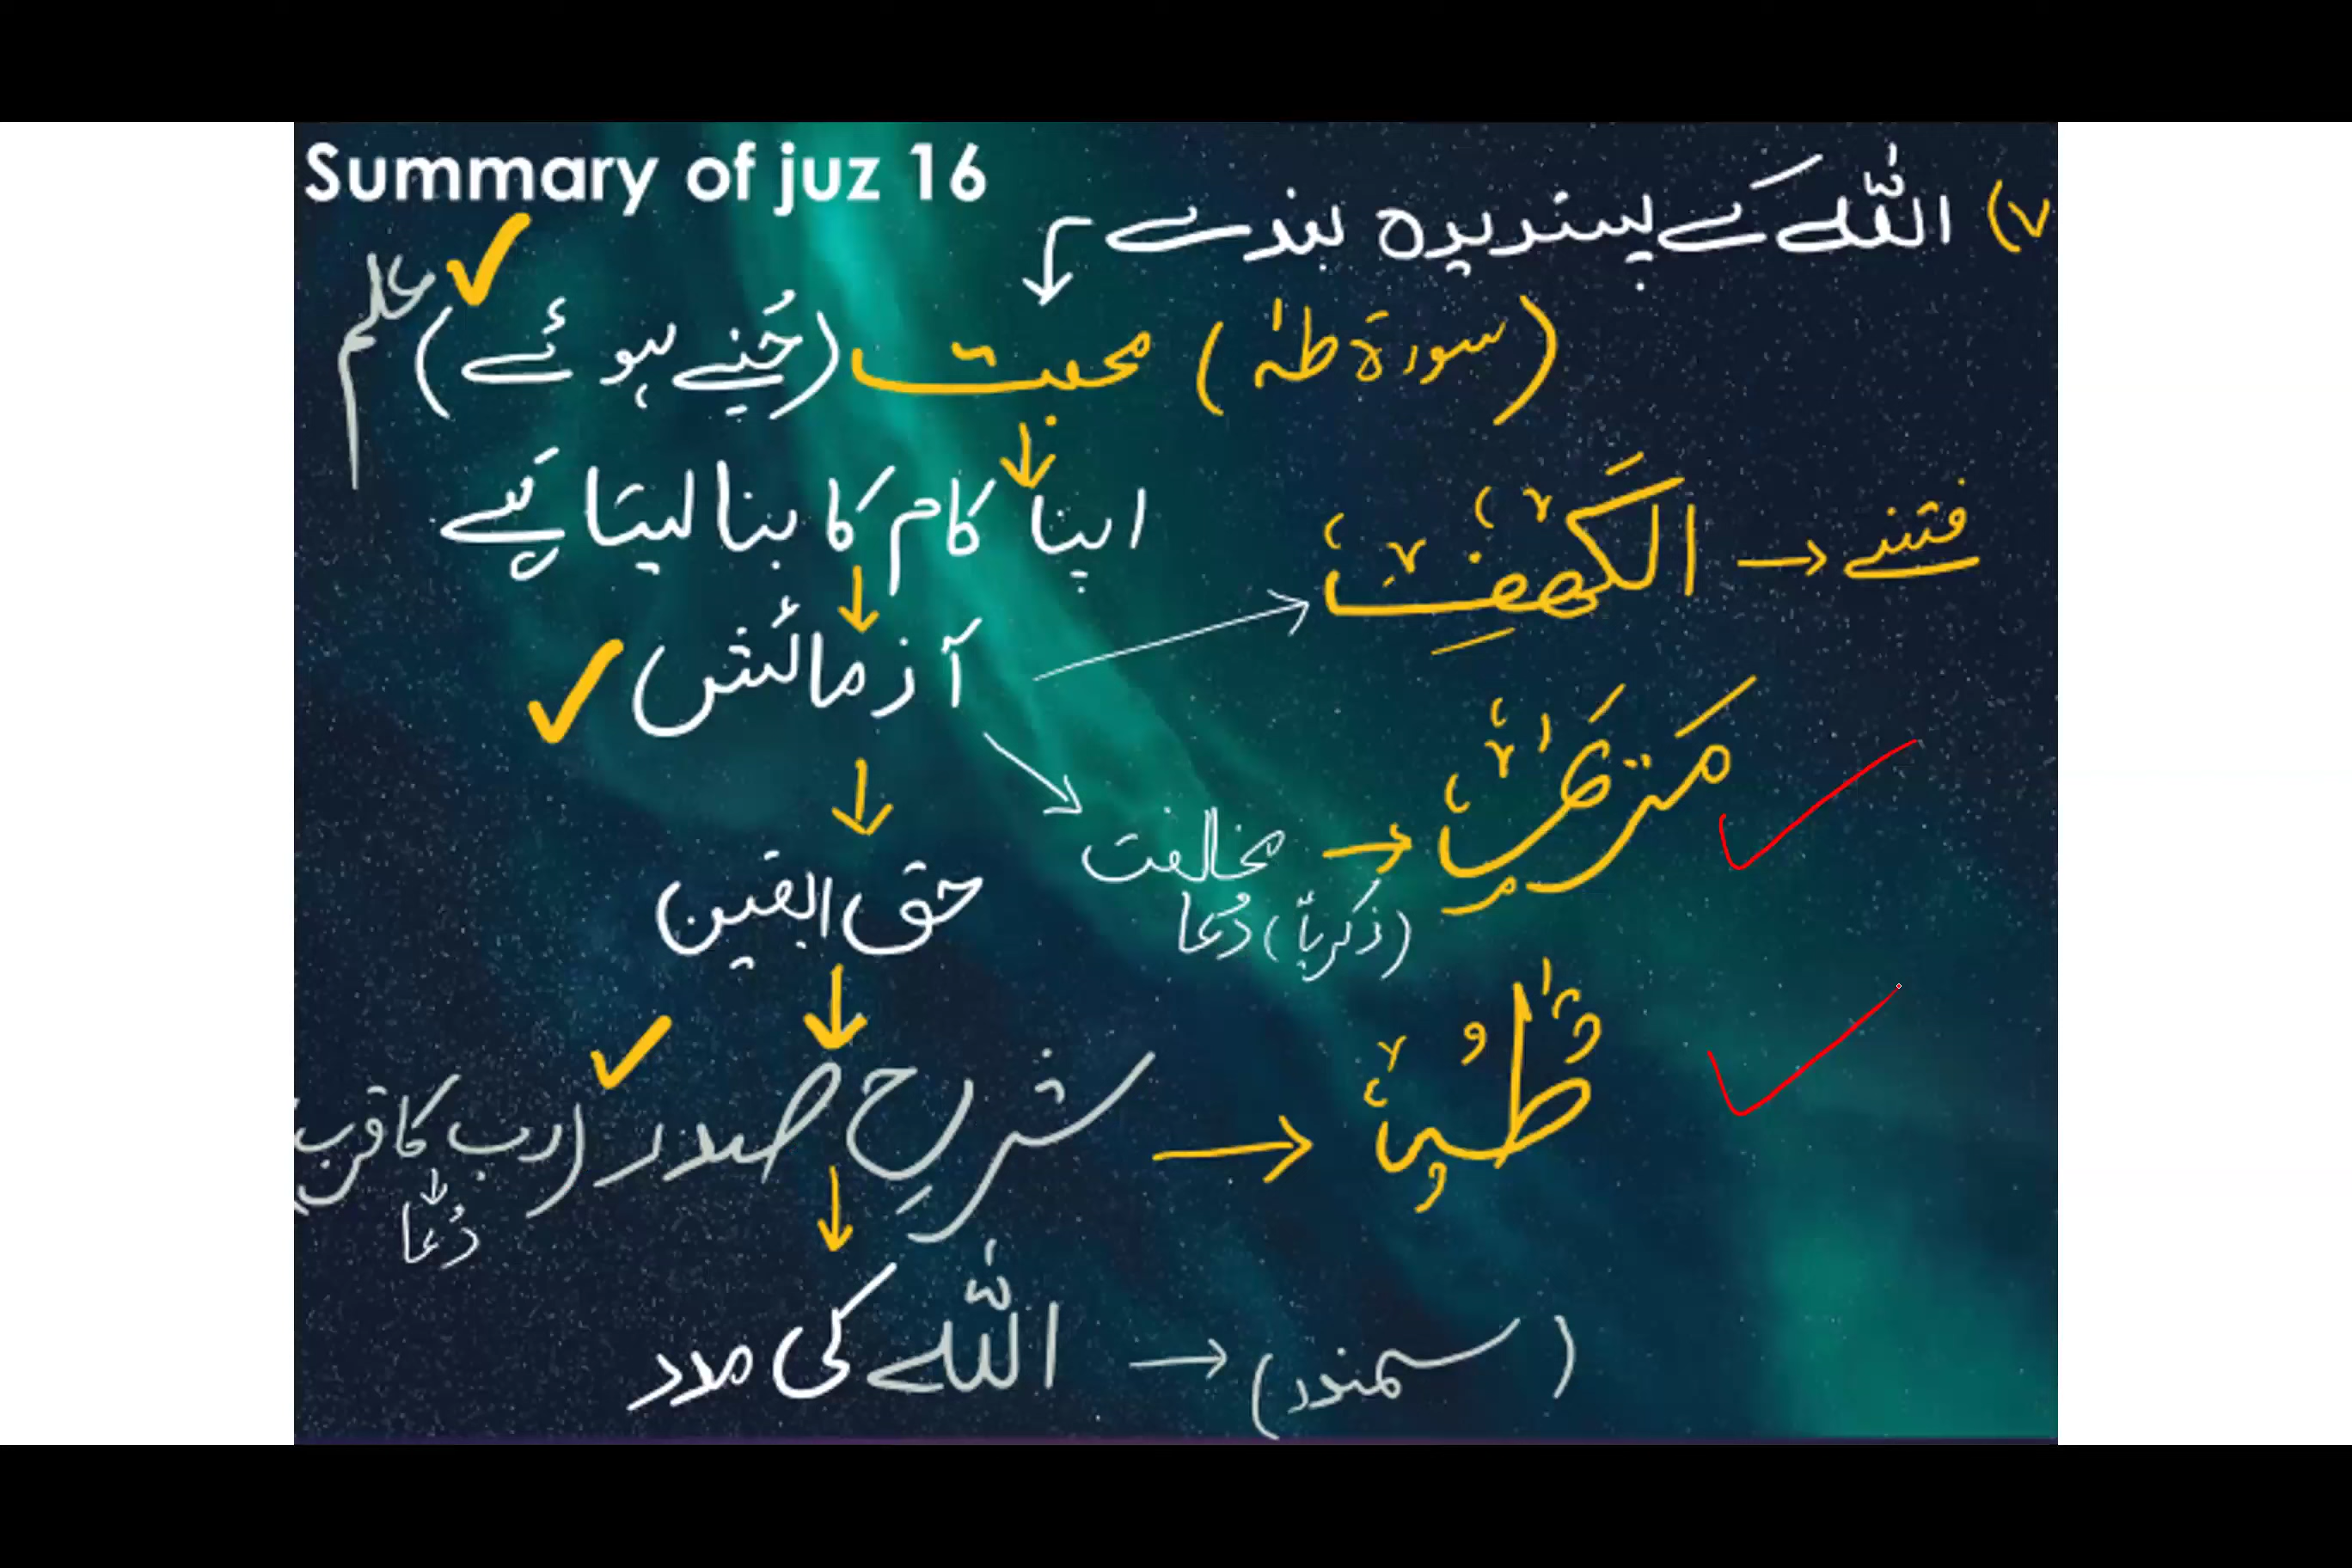 Summary of juz 16
۷) اللہ کے پسندیدہ بندے
(سورۃ طہٰ) محبت (چُنے ہوئے) علم
اپنا کام کا بنا لیتا ہے
فتنے → الکھف
آزمائش
مریم
مخالفت
(زکریاؑ) دُعا
حق الیقین
طٰہٰ
شرح صدر (رب کا قرب)
دُعا
اللہ کی مدد → (سمندر)